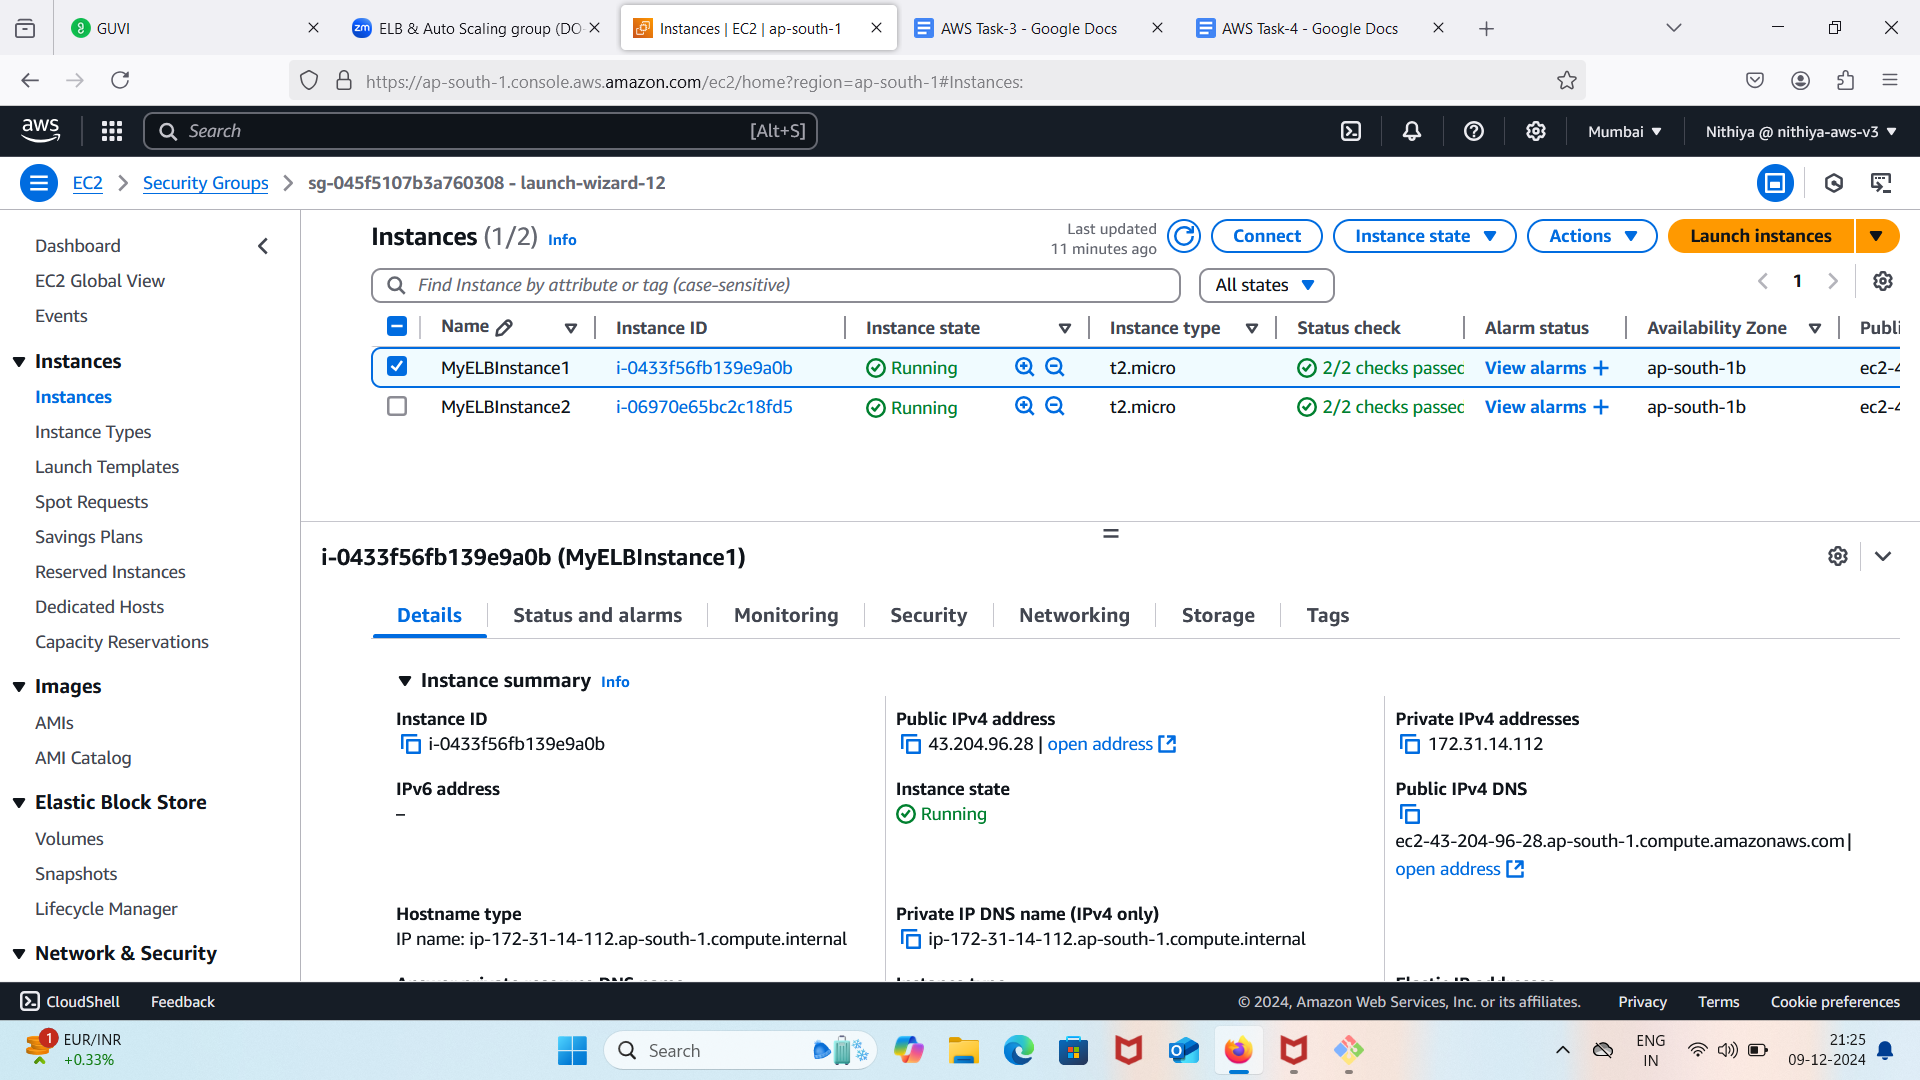 GUVI
zm ELB & Auto Scaling group (DO
Instances | EC2 | ap-south-1
AWS Task-3 - Google Docs
AWS Task-4 - Google Docs
https://ap-south-1.console.aws.amazon.com/ec2/home?region=ap-south-1#Instances:
aws
Search [Alt+S]
Mumbai
Nithiya @ nithiya-aws-v3
EC2 > Security Groups > sg-045f5107b3a760308 - launch-wizard-12
Dashboard
EC2 Global View
Events
Instances
Instances
Instance Types
Launch Templates
Spot Requests
Savings Plans
Reserved Instances
Dedicated Hosts
Capacity Reservations
Images
AMIs
AMI Catalog
Elastic Block Store
Volumes
Snapshots
Lifecycle Manager
Network & Security
Instances (1/2) Info
Last updated
11 minutes ago
Connect
Instance state
Actions
Launch instances
Find Instance by attribute or tag (case-sensitive)
All states
1
Name Instance ID Instance state Instance type Status check Alarm status Availability Zone Publi
MyELBInstance1 i-0433f56fb139e9a0b Running t2.micro 2/2 checks passed View alarms + ap-south-1b ec2-4
MyELBInstance2 i-06970e65bc2c18fd5 Running t2.micro 2/2 checks passed View alarms + ap-south-1b ec2-4
i-0433f56fb139e9a0b (MyELBInstance1)
Details Status and alarms Monitoring Security Networking Storage Tags
Instance summary Info
Instance ID
i-0433f56fb139e9a0b
Public IPv4 address
43.204.96.28 | open address
Private IPv4 addresses
172.31.14.112
IPv6 address
–
Instance state
Running
Public IPv4 DNS
ec2-43-204-96-28.ap-south-1.compute.amazonaws.com |
open address
Hostname type
IP name: ip-172-31-14-112.ap-south-1.compute.internal
Private IP DNS name (IPv4 only)
ip-172-31-14-112.ap-south-1.compute.internal
CloudShell
Feedback
© 2024, Amazon Web Services, Inc. or its affiliates.
Privacy
Terms
Cookie preferences
1
EUR/INR
+0.33%
Search
ENG
IN
21:25
09-12-2024